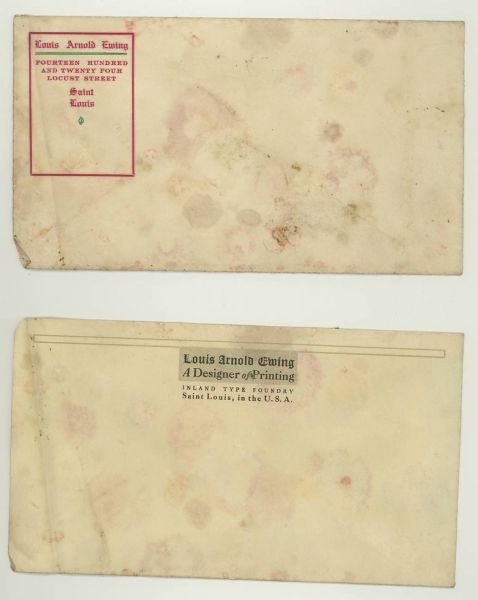 Louis Arnold Ewing
FOURTEEN HUNDRED
AND TWENTY FOUR
LOCUST STREET
Saint
Louis
Louis Arnold Ewing
A Designer of Printing
INLAND TYPE FOUNDRY
Saint Louis, in the U. S. A.